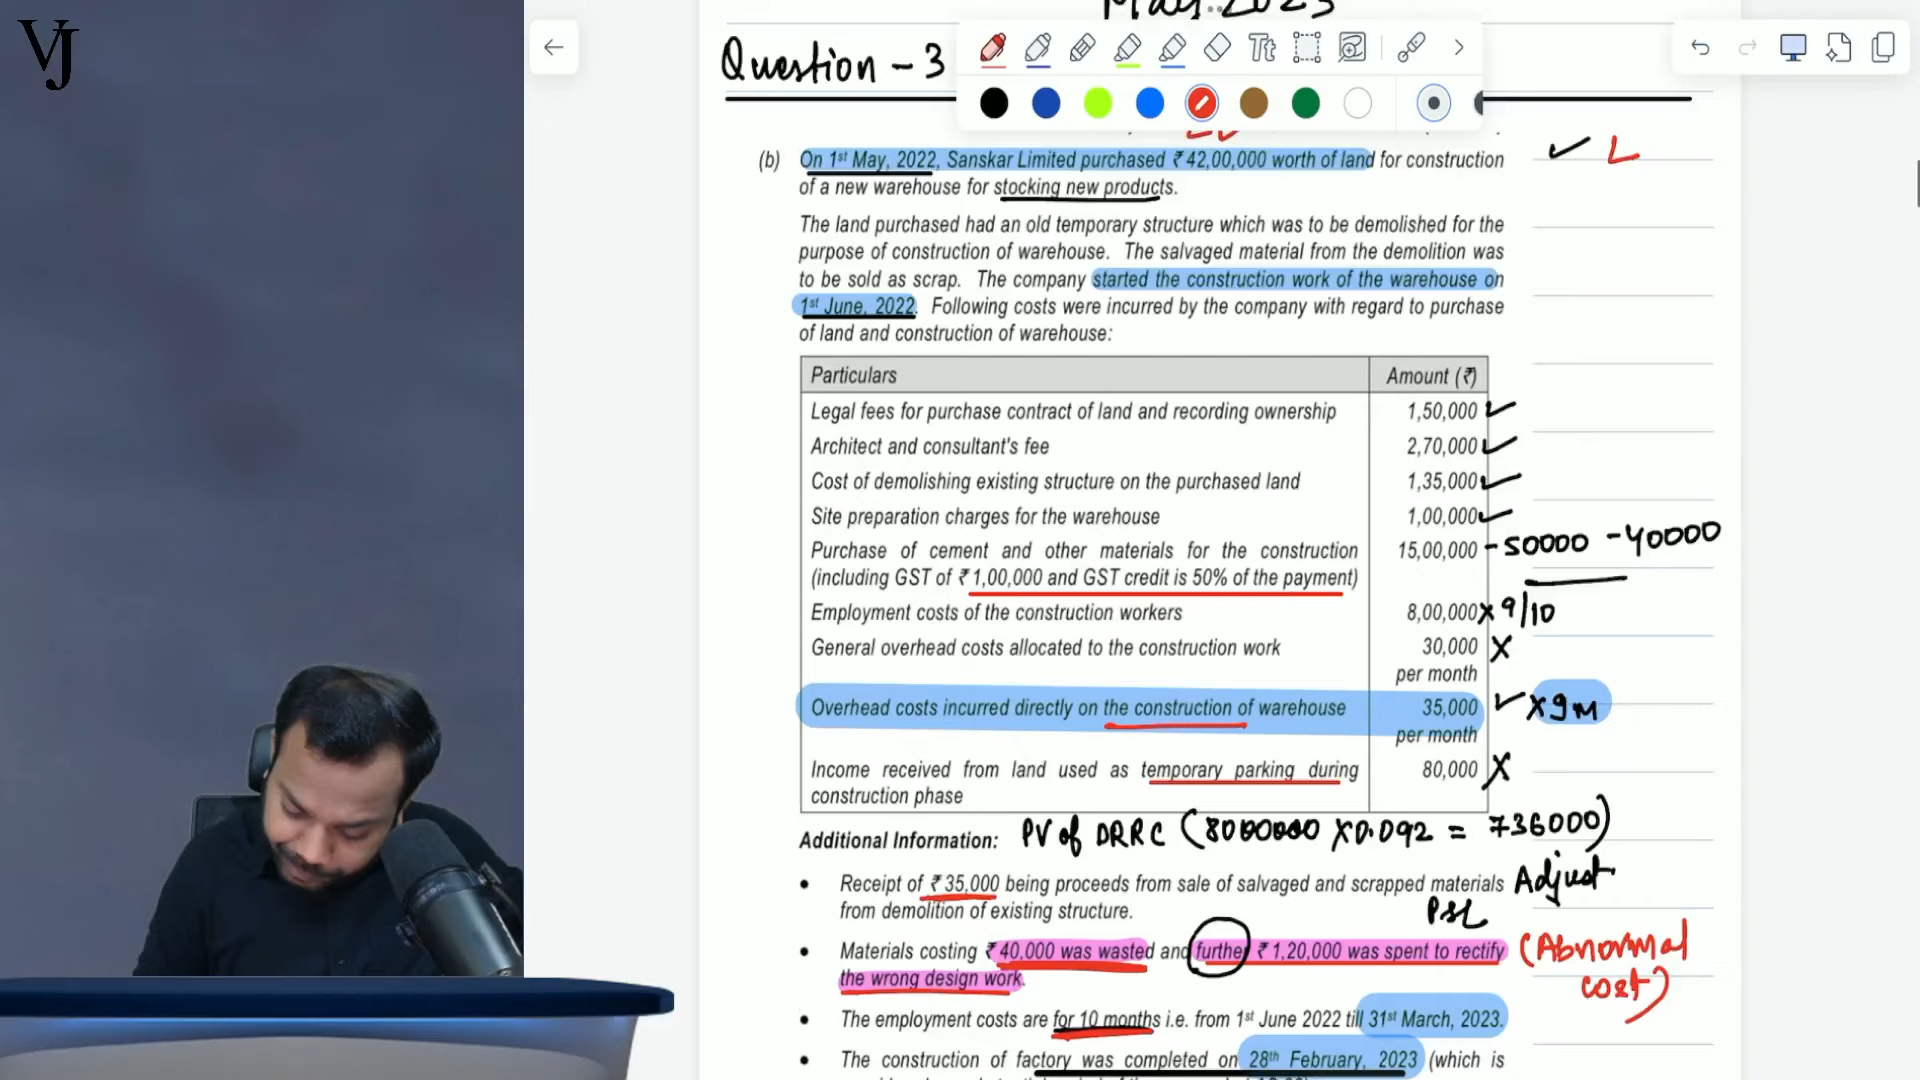 VJ
May 2023
Question - 3
Tt
(b) On 1st May, 2022, Sanskar Limited purchased ₹ 42,00,000 worth of land for construction
of a new warehouse for stocking new products.
The land purchased had an old temporary structure which was to be demolished for the
purpose of construction of warehouse. The salvaged material from the demolition was
to be sold as scrap. The company started the construction work of the warehouse on
1st June, 2022. Following costs were incurred by the company with regard to purchase
of land and construction of warehouse:
Particulars Amount (₹)
Legal fees for purchase contract of land and recording ownership 1,50,000
Architect and consultant's fee 2,70,000
Cost of demolishing existing structure on the purchased land 1,35,000
Site preparation charges for the warehouse 1,00,000
Purchase of cement and other materials for the construction 15,00,000 - 50000 - 40000
(including GST of ₹ 1,00,000 and GST credit is 50% of the payment)
Employment costs of the construction workers 8,00,000 x 9/10
General overhead costs allocated to the construction work 30,000 X
per month
Overhead costs incurred directly on the construction of warehouse 35,000 x 9m
per month
Income received from land used as temporary parking during 80,000 X
construction phase
Additional Information: PV of DRRC (8000000 x 0.092 = 736000)
• Receipt of ₹ 35,000 being proceeds from sale of salvaged and scrapped materials Adjust
from demolition of existing structure. P&L
• Materials costing ₹ 40,000 was wasted and further ₹ 1,20,000 was spent to rectify (Abnormal
the wrong design work. cost)
• The employment costs are for 10 months i.e. from 1st June 2022 till 31st March, 2023.
• The construction of factory was completed on 28th February, 2023 (which is